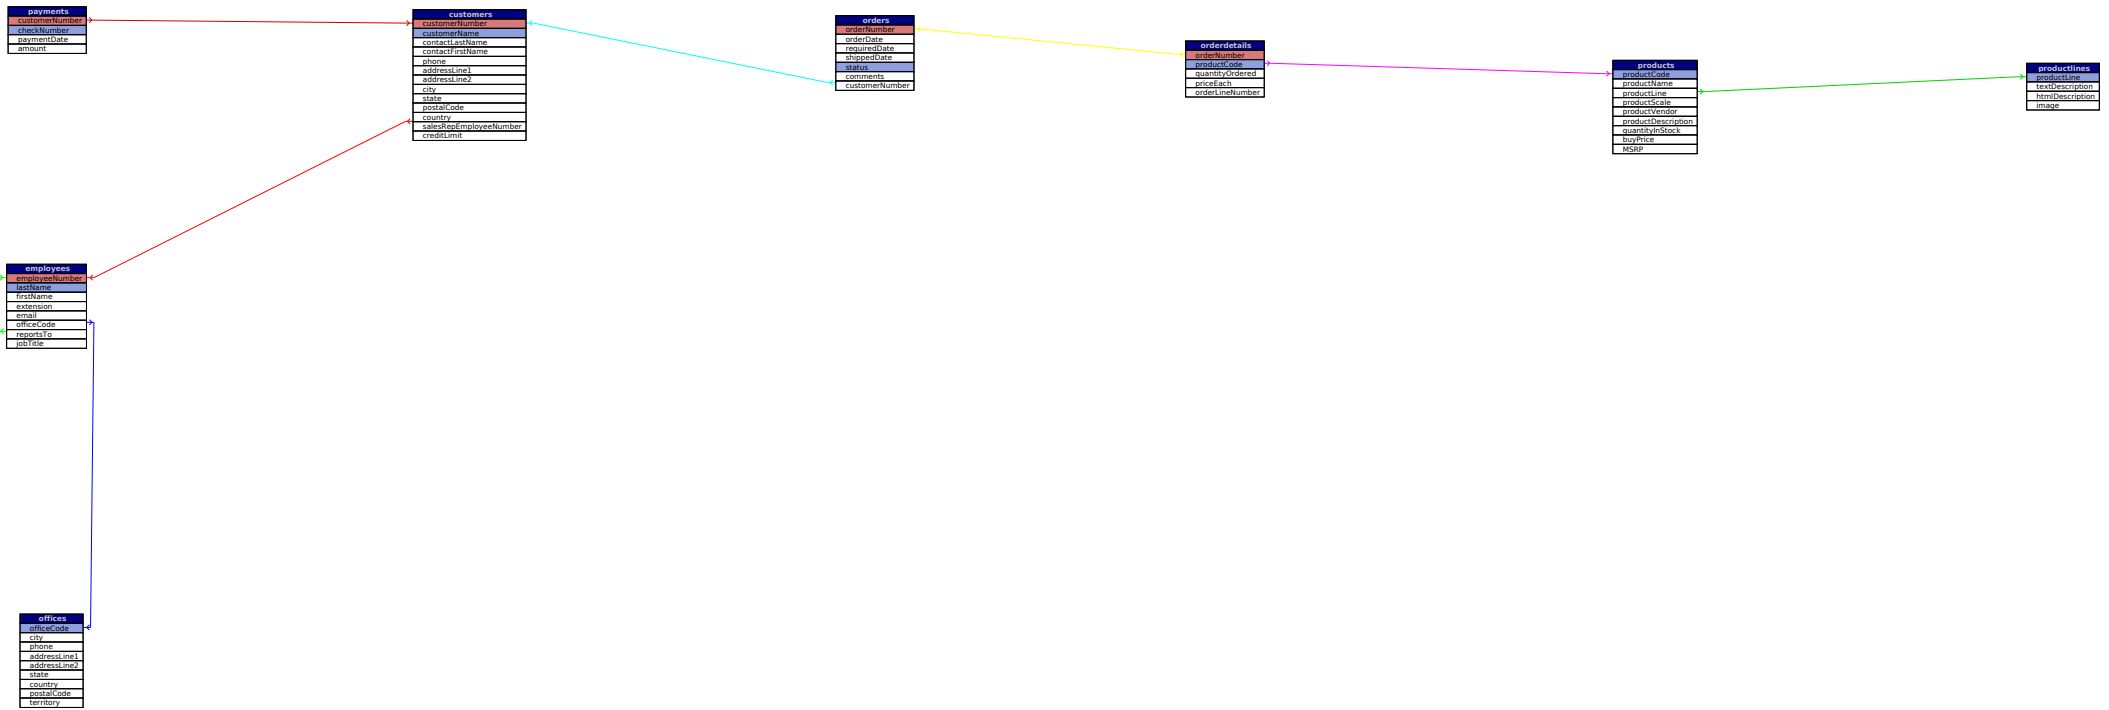 payments
customerNumber
checkNumber
paymentDate
amount
customers
customerNumber
customerName
contactLastName
contactFirstName
phone
addressLine1
addressLine2
city
state
postalCode
country
salesRepEmployeeNumber
creditLimit
orders
orderNumber
orderDate
requiredDate
shippedDate
status
comments
customerNumber
orderdetails
orderNumber
productCode
quantityOrdered
priceEach
orderLineNumber
products
productCode
productName
productLine
productScale
productVendor
productDescription
quantityInStock
buyPrice
MSRP
productlines
productLine
textDescription
htmlDescription
image
employees
employeeNumber
lastName
firstName
extension
email
officeCode
reportsTo
jobTitle
offices
officeCode
city
phone
addressLine1
addressLine2
state
country
postalCode
territory